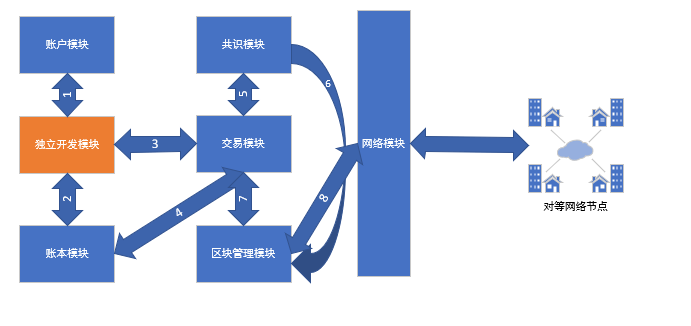 账户模块
共识模块
1
5
6
独立开发模块
3
交易模块
网络模块
2
4
7
8
对等网络节点
账本模块
区块管理模块